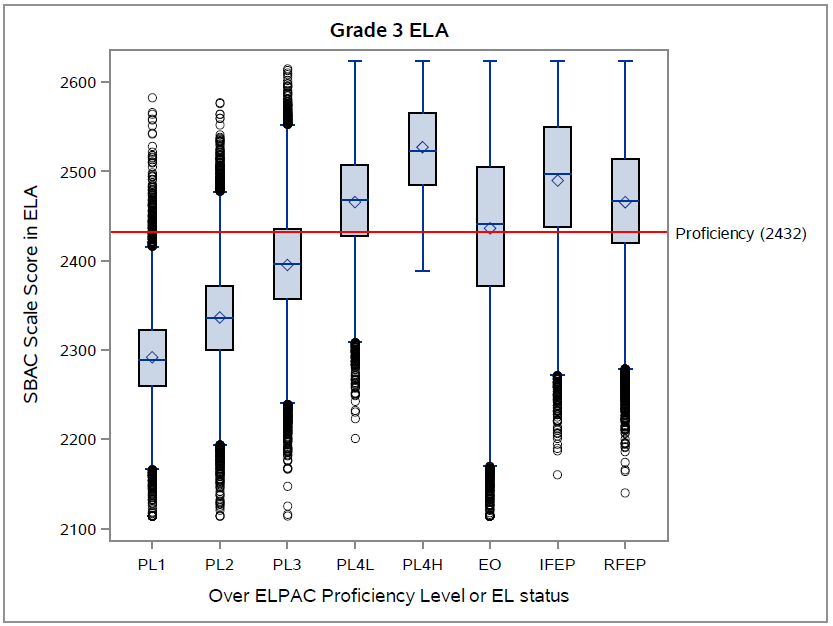 Grade 3 ELA
SBAC Scale Score in ELA
2600
2500
2400
2300
2200
2100
Proficiency (2432)
PL1 PL2 PL3 PL4L PL4H EO IFEP RFEP
Over ELPAC Proficiency Level or EL status